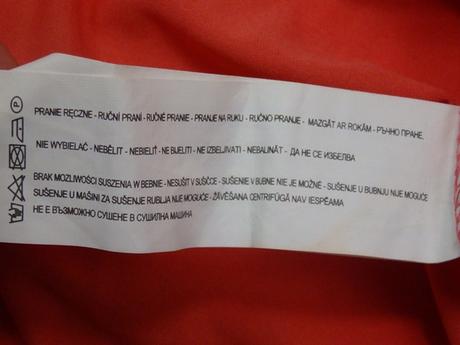 PRANIE RĘCZNE - RUČNÍ PRANÍ - RUČNÉ PRANIE - PRANJE NA RUKU - RUČNO PRANJE - MAZGĀT AR ROKĀM - РЪЧНО ПРАНЕ.
NIE WYBIELAĆ - NEBĚLIT - NEBIELIŤ - NE BIJELITI - NE IZBELJIVATI - NEBALINĀT - ДА НЕ СЕ ИЗБЕЛВА
BRAK MOZLIWOŚCI SUSZENIA W BEBNIE - NESUŠIT V SUŠIČCE - SUŠENIE V BUBNE NIE JE MOŽNÉ - SUŠENJE U BUBNJU NIJE MOGUĆE
SUŠENJE U MAŠINI ZA SUŠENJE RUBLJA NIJE MOGUĆE - ŽĀVĒŠANA CENTRIFŪGĀ NAV IESPĒJAMA
НЕ Е ВЪЗМОЖНО СУШЕНЕ В СУШИЛНА МАШИНА
P